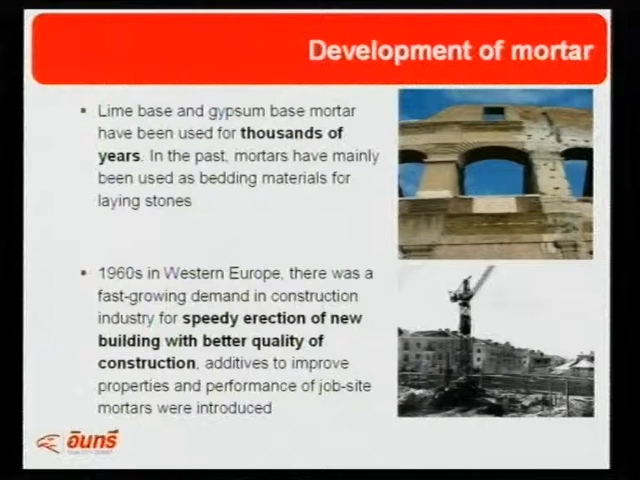 Development of mortar
Lime base and gypsum base mortar
have been used for thousands of
years. In the past, mortars have mainly
been used as bedding materials for
laying stones
1960s in Western Europe, there was a
fast-growing demand in construction
industry for speedy erection of new
building with better quality of
construction, additives to improve
properties and performance of job-site
mortars were introduced
อินทรี